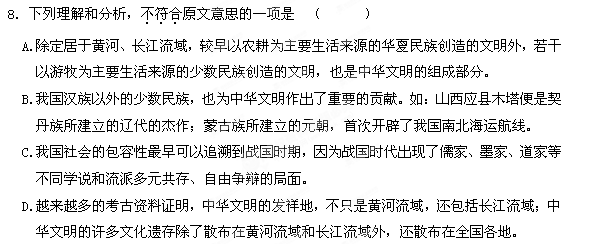 8. 下列理解和分析，不符合原文意思的一项是 （ ）
A.除定居于黄河、长江流域，较早以农耕为主要生活来源的华夏民族创造的文明外，若干
以游牧为主要生活来源的少数民族创造的文明，也是中华文明的组成部分。
B.我国汉族以外的少数民族，也为中华文明作出了重要的贡献。如：山西应县木塔便是契
丹族所建立的辽代的杰作；蒙古族所建立的元朝，首次开辟了我国南北海运航线。
C.我国社会的包容性最早可以追溯到战国时期，因为战国时代出现了儒家、墨家、道家等
不同学说和流派多元共存、自由争辩的局面。
D.越来越多的考古资料证明，中华文明的发祥地，不只是黄河流域，还包括长江流域；中
华文明的许多文化遗存除了散布在黄河流域和长江流域外，还散布在全国各地。